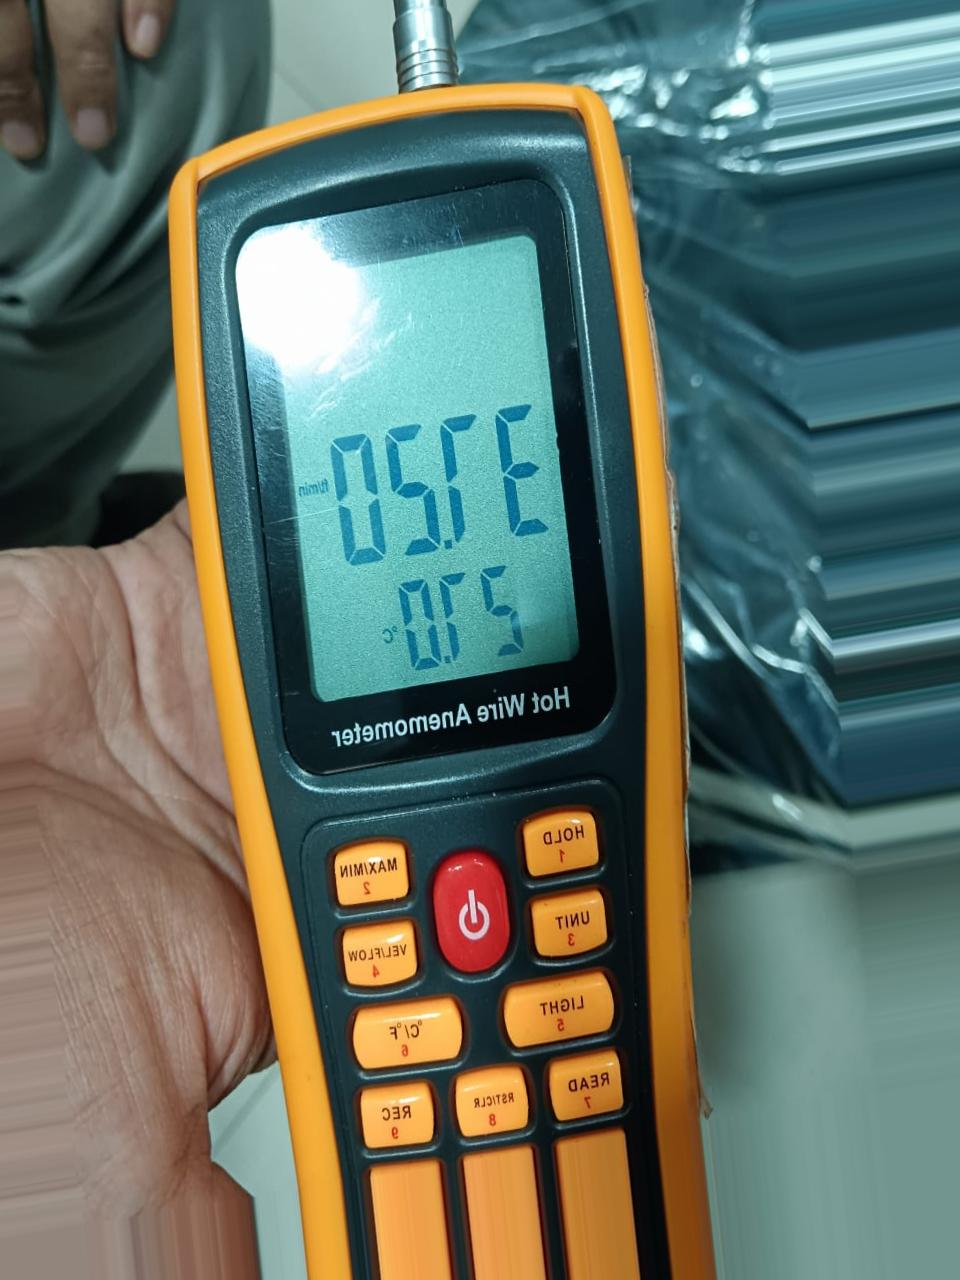 37.20 ft/min
27.0 °C
Hot Wire Anemometer
HOLD
1
MAX/MIN
2
UNIT
3
VEL/FLOW
4
LIGHT
5
°C/°F
6
READ
7
RST/CLR
8
REC
9